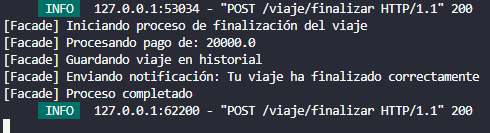 INFO 127.0.0.1:53034 - "POST /viaje/finalizar HTTP/1.1" 200
[Facade] Iniciando proceso de finalización del viaje
[Facade] Procesando pago de: 20000.0
[Facade] Guardando viaje en historial
[Facade] Enviando notificación: Tu viaje ha finalizado correctamente
[Facade] Proceso completado
INFO 127.0.0.1:62200 - "POST /viaje/finalizar HTTP/1.1" 200